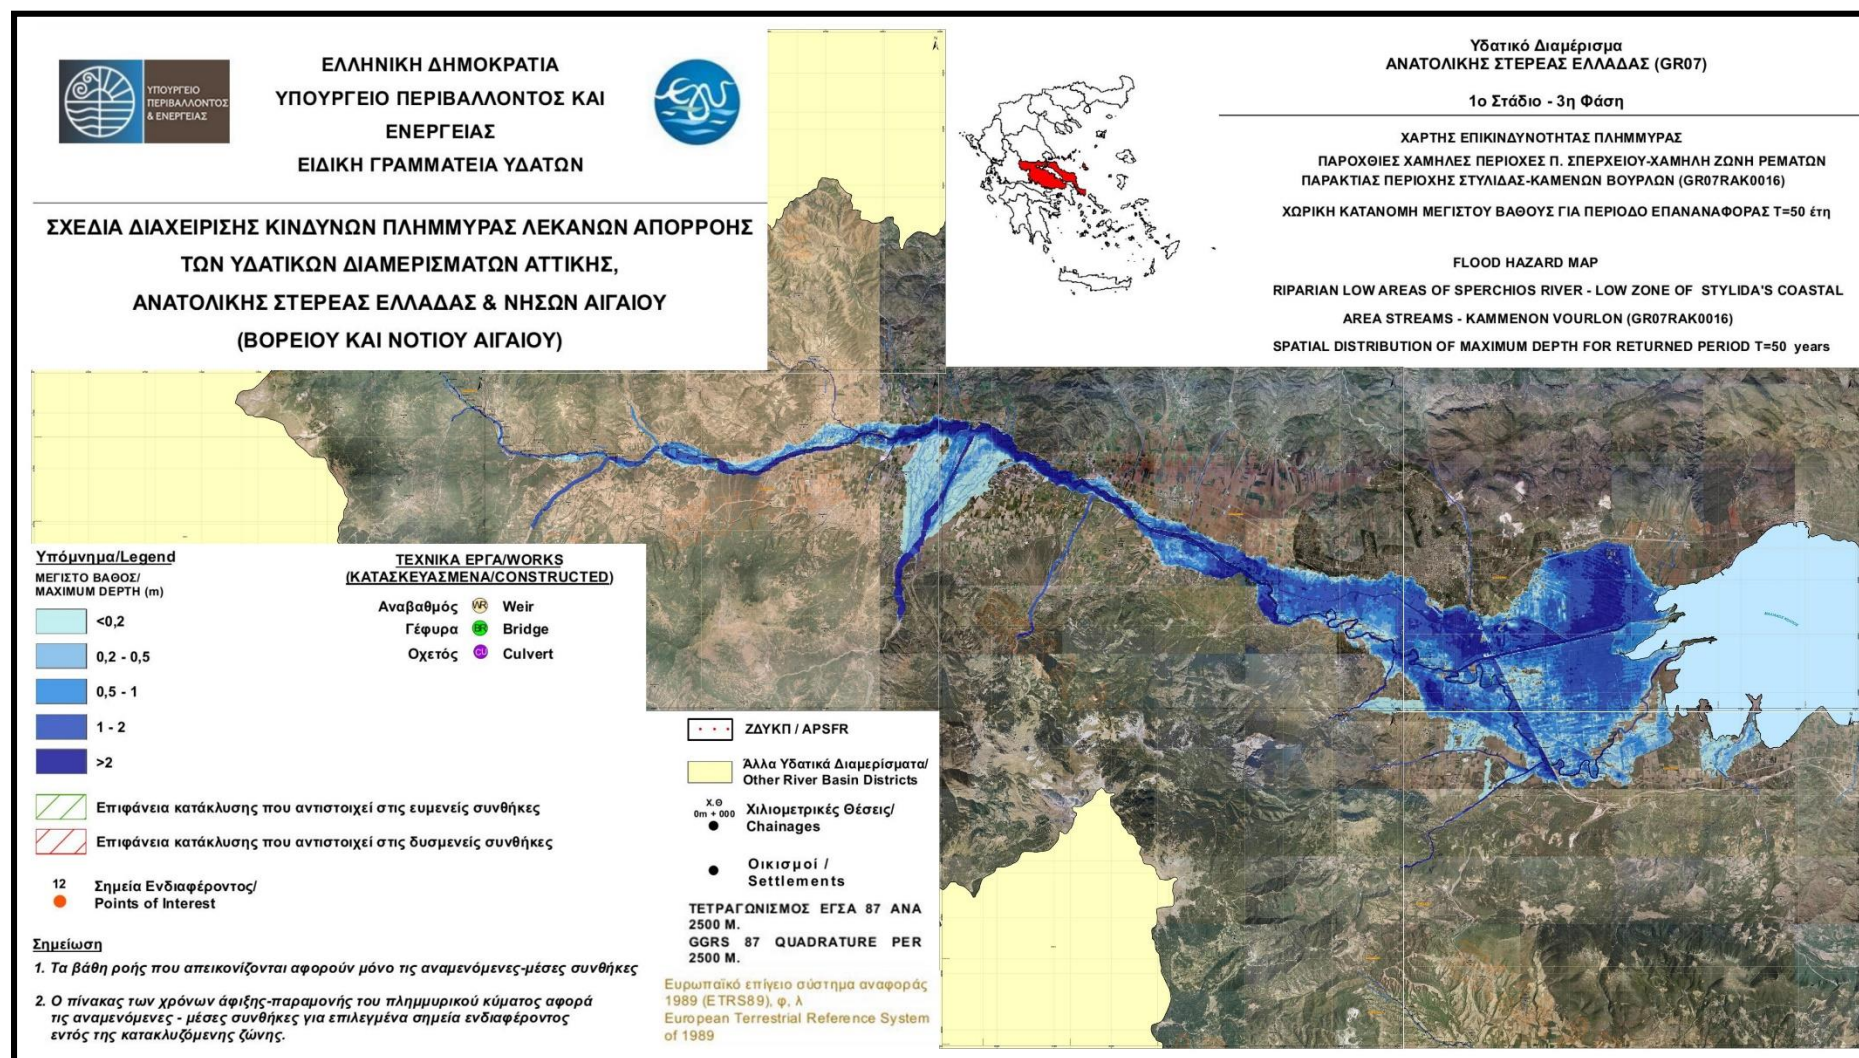 ΥΠΟΥΡΓΕΙΟ
ΠΕΡΙΒΑΛΛΟΝΤΟΣ
& ΕΝΕΡΓΕΙΑΣ
ΕΛΛΗΝΙΚΗ ΔΗΜΟΚΡΑΤΙΑ
ΥΠΟΥΡΓΕΙΟ ΠΕΡΙΒΑΛΛΟΝΤΟΣ ΚΑΙ
ΕΝΕΡΓΕΙΑΣ
ΕΙΔΙΚΗ ΓΡΑΜΜΑΤΕΙΑ ΥΔΑΤΩΝ
ΣΧΕΔΙΑ ΔΙΑΧΕΙΡΙΣΗΣ ΚΙΝΔΥΝΩΝ ΠΛΗΜΜΥΡΑΣ ΛΕΚΑΝΩΝ ΑΠΟΡΡΟΗΣ
ΤΩΝ ΥΔΑΤΙΚΩΝ ΔΙΑΜΕΡΙΣΜΑΤΩΝ ΑΤΤΙΚΗΣ,
ΑΝΑΤΟΛΙΚΗΣ ΣΤΕΡΕΑΣ ΕΛΛΑΔΑΣ & ΝΗΣΩΝ ΑΙΓΑΙΟΥ
(ΒΟΡΕΙΟΥ ΚΑΙ ΝΟΤΙΟΥ ΑΙΓΑΙΟΥ)
Υδατικό Διαμέρισμα
ΑΝΑΤΟΛΙΚΗΣ ΣΤΕΡΕΑΣ ΕΛΛΑΔΑΣ (GR07)
1ο Στάδιο - 3η Φάση
ΧΑΡΤΗΣ ΕΠΙΚΙΝΔΥΝΟΤΗΤΑΣ ΠΛΗΜΜΥΡΑΣ
ΠΑΡΟΧΘΙΕΣ ΧΑΜΗΛΕΣ ΠΕΡΙΟΧΕΣ Π. ΣΠΕΡΧΕΙΟΥ-ΧΑΜΗΛΗ ΖΩΝΗ ΡΕΜΑΤΩΝ
ΠΑΡΑΚΤΙΑΣ ΠΕΡΙΟΧΗΣ ΣΤΥΛΙΔΑΣ-ΚΑΜΕΝΩΝ ΒΟΥΡΛΩΝ (GR07RAK0016)
ΧΩΡΙΚΗ ΚΑΤΑΝΟΜΗ ΜΕΓΙΣΤΟΥ ΒΑΘΟΥΣ ΓΙΑ ΠΕΡΙΟΔΟ ΕΠΑΝΑΝΑΦΟΡΑΣ T=50 έτη
FLOOD HAZARD MAP
RIPARIAN LOW AREAS OF SPERCHIOS RIVER - LOW ZONE OF STYLIDA'S COASTAL
AREA STREAMS - KAMMENON VOURLON (GR07RAK0016)
SPATIAL DISTRIBUTION OF MAXIMUM DEPTH FOR RETURNED PERIOD T=50 years
Υπόμνημα/Legend
ΜΕΓΙΣΤΟ ΒΑΘΟΣ/
MAXIMUM DEPTH (m)
<0,2
0,2 - 0,5
0,5 - 1
1 - 2
>2
Επιφάνεια κατάκλυσης που αντιστοιχεί στις ευμενείς συνθήκες
Επιφάνεια κατάκλυσης που αντιστοιχεί στις δυσμενείς συνθήκες
12
Σημεία Ενδιαφέροντος/
Points of Interest
ΤΕΧΝΙΚΑ ΕΡΓΑ/WORKS
(ΚΑΤΑΣΚΕΥΑΣΜΕΝΑ/CONSTRUCTED)
Αναβαθμός WR Weir
Γέφυρα BR Bridge
Οχετός CU Culvert
ΖΔΥΚΠ / APSFR
Άλλα Υδατικά Διαμερίσματα/
Other River Basin Districts
Χ.Θ
0m + 000
Χιλιομετρικές Θέσεις/
Chainages
Οικισμοί /
Settlements
ΤΕΤΡΑΓΩΝΙΣΜΟΣ ΕΓΣΑ 87 ΑΝΑ
2500 Μ.
GGRS 87 QUADRATURE PER
2500 M.
Ευρωπαϊκό επίγειο σύστημα αναφοράς
1989 (ETRS89), φ, λ
European Terrestrial Reference System
of 1989
Σημείωση
1. Τα βάθη ροής που απεικονίζονται αφορούν μόνο τις αναμενόμενες-μέσες συνθήκες
2. Ο πίνακας των χρόνων άφιξης-παραμονής του πλημμυρικού κύματος αφορά
τις αναμενόμενες - μέσες συνθήκες για επιλεγμένα σημεία ενδιαφέροντος
εντός της κατακλυζόμενης ζώνης.